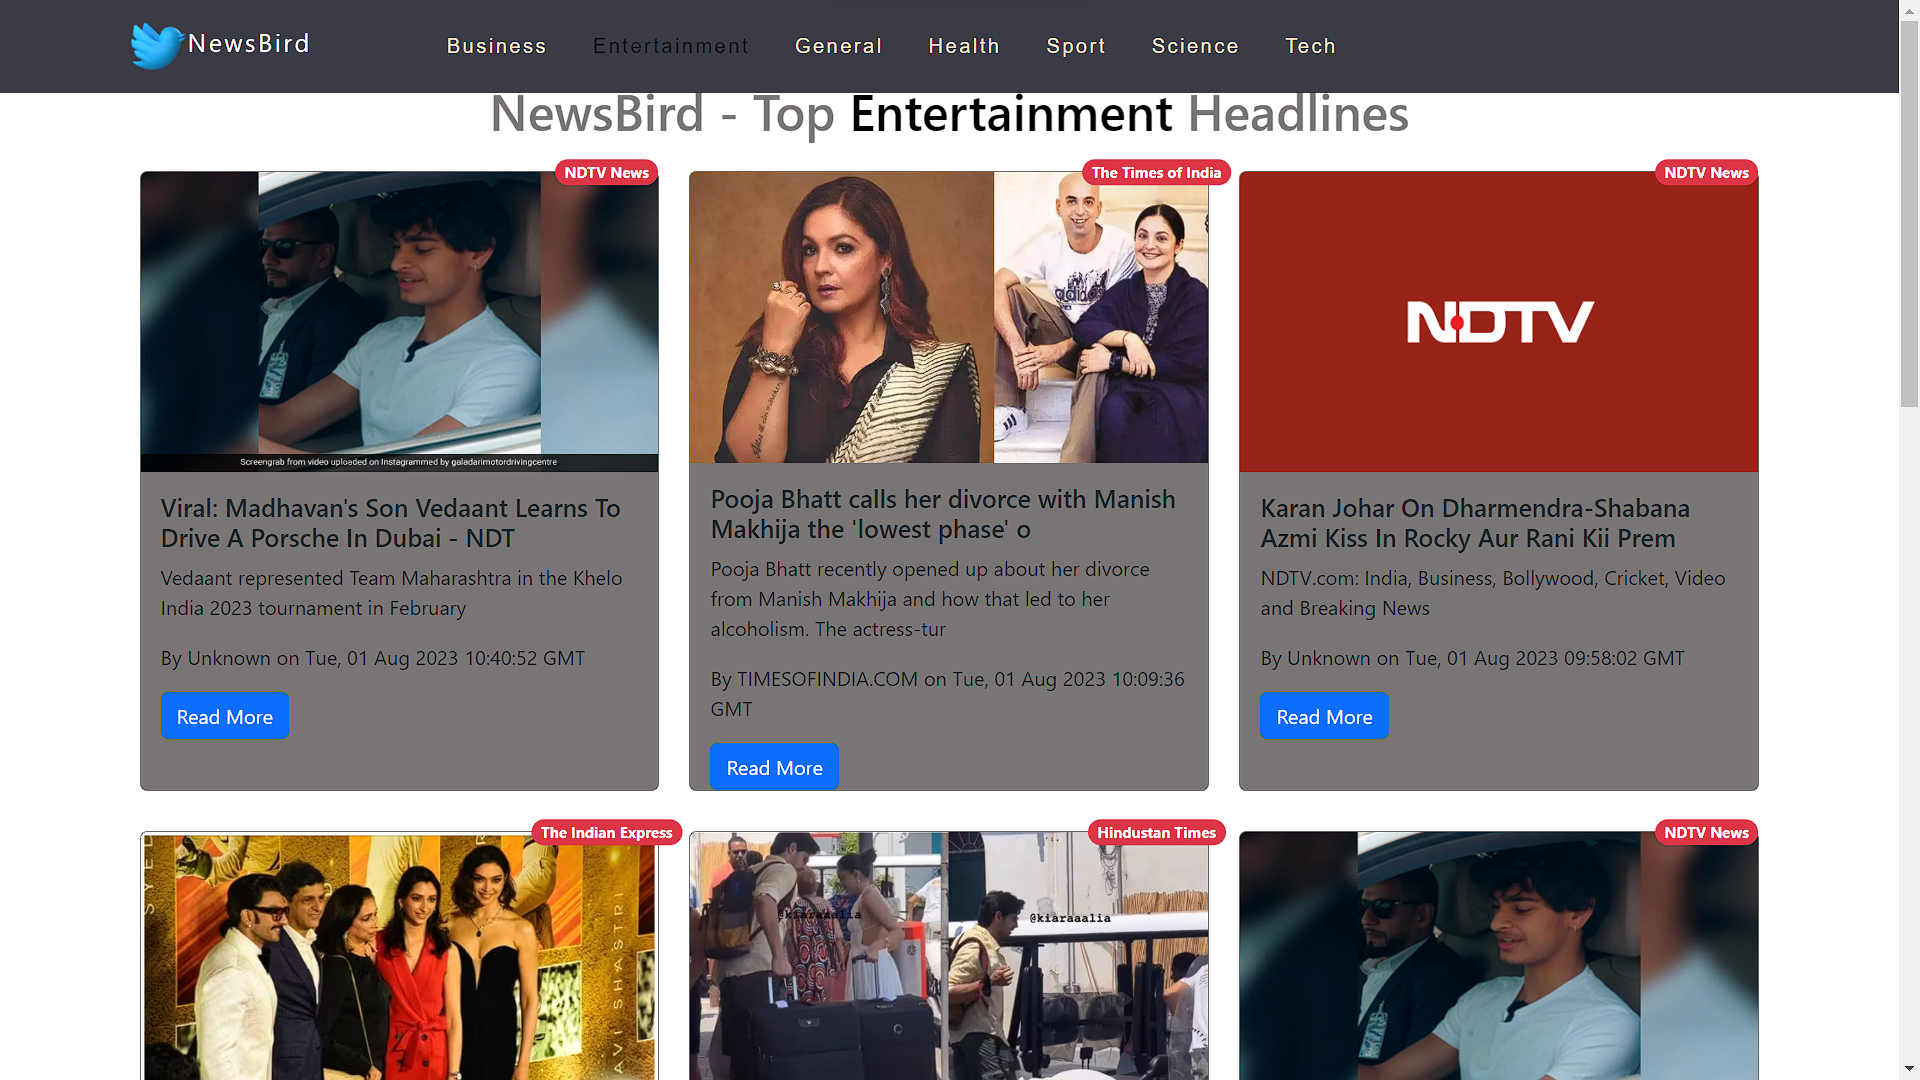 NewsBird
Business Entertainment General Health Sport Science Tech
NewsBird - Top Entertainment Headlines
NDTV News
Screengrab from video uploaded on Instagrammed by galadarimotordrivingcentre
Viral: Madhavan's Son Vedaant Learns To
Drive A Porsche In Dubai - NDT
Vedaant represented Team Maharashtra in the Khelo
India 2023 tournament in February
By Unknown on Tue, 01 Aug 2023 10:40:52 GMT
Read More
The Times of India
adidas
Pooja Bhatt calls her divorce with Manish
Makhija the 'lowest phase' o
Pooja Bhatt recently opened up about her divorce
from Manish Makhija and how that led to her
alcoholism. The actress-tur
By TIMESOFINDIA.COM on Tue, 01 Aug 2023 10:09:36
GMT
Read More
NDTV News
NDTV
Karan Johar On Dharmendra-Shabana
Azmi Kiss In Rocky Aur Rani Kii Prem
NDTV.com: India, Business, Bollywood, Cricket, Video
and Breaking News
By Unknown on Tue, 01 Aug 2023 09:58:02 GMT
Read More
The Indian Express
SYED
AVI SHASTRI
Hindustan Times
@kiaraaalia
@kiaraaalia
NDTV News